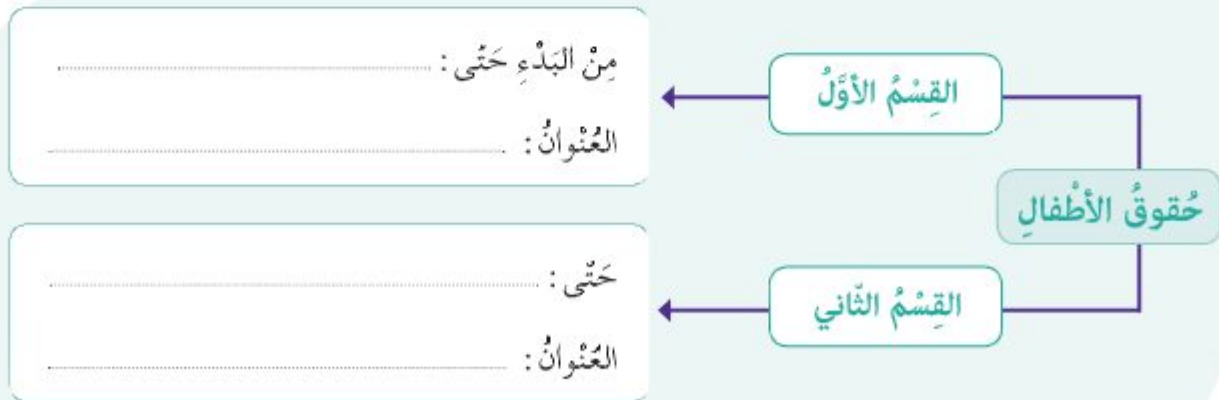 حُقوقُ الأَطْفالِ
القِسْمُ الأَوَّلُ
مِنْ البَدْءِ حَتّى :
العُنْوانُ :
القِسْمُ الثّاني
حَتّى :
العُنْوانُ :